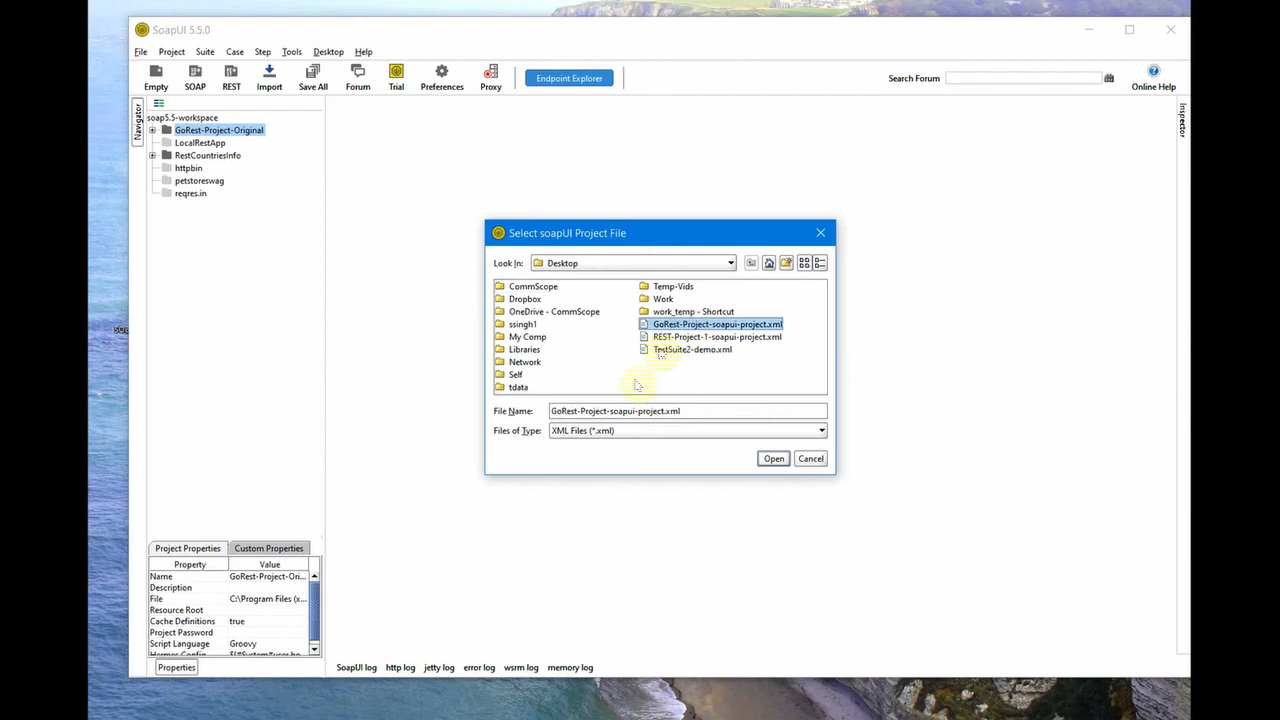 SoapUI 5.5.0
File Project Suite Case Step Tools Desktop Help
Empty SOAP REST Import Save All Forum Trial Preferences Proxy Endpoint Explorer Search Forum Online Help
Navigator
Inspector
soap5.5-workspace
GoRest-Project-Original
LocalRestApp
RestCountriesInfo
httpbin
petstoreswag
reqres.in
Select soapUI Project File
Look In: Desktop
CommScope
Dropbox
OneDrive - CommScope
ssingh1
My Comp
Libraries
Network
Self
tdata
Temp-Vids
Work
work_temp - Shortcut
GoRest-Project-soapui-project.xml
REST-Project-1-soapui-project.xml
TestSuite2-demo.xml
File Name: GoRest-Project-soapui-project.xml
Files of Type: XML Files (*.xml)
Open Cancel
Project Properties Custom Properties
Property Value
Name GoRest-Project-Ori...
Description
File C:\Program Files (x...
Resource Root
Cache Definitions true
Project Password
Script Language Groovy
Properties
SoapUI log http log jetty log error log wsrm log memory log